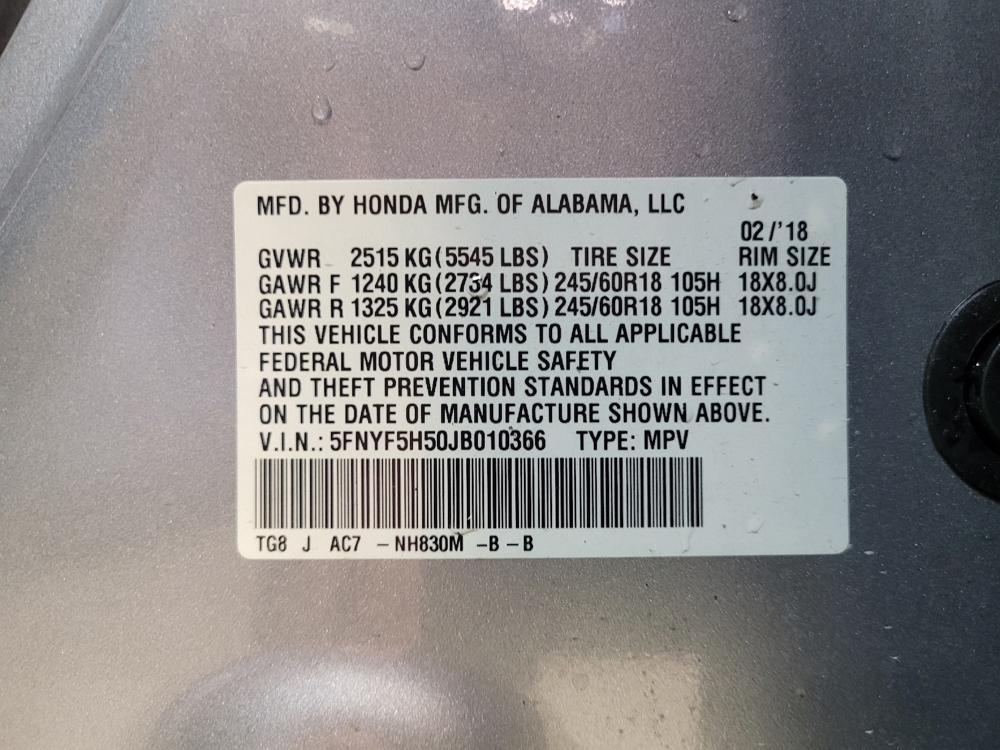 MFD. BY HONDA MFG. OF ALABAMA, LLC
02/'18
GVWR 2515 KG (5545 LBS) TIRE SIZE RIM SIZE
GAWR F 1240 KG (2734 LBS) 245/60R18 105H 18X8.0J
GAWR R 1325 KG (2921 LBS) 245/60R18 105H 18X8.0J
THIS VEHICLE CONFORMS TO ALL APPLICABLE
FEDERAL MOTOR VEHICLE SAFETY
AND THEFT PREVENTION STANDARDS IN EFFECT
ON THE DATE OF MANUFACTURE SHOWN ABOVE.
V.I.N.: 5FNYF5H50JB010366 TYPE: MPV
TG8 J AC7 -NH830M -B-B